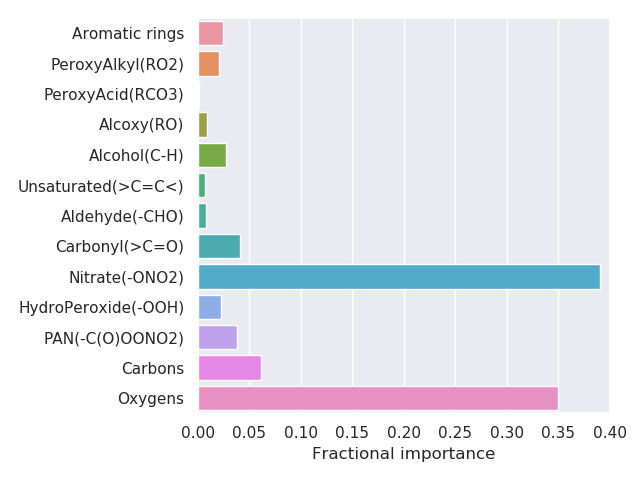 Aromatic rings
PeroxyAlkyl(RO2)
PeroxyAcid(RCO3)
Alcoxy(RO)
Alcohol(C-H)
Unsaturated(>C=C<)
Aldehyde(-CHO)
Carbonyl(>C=O)
Nitrate(-ONO2)
HydroPeroxide(-OOH)
PAN(-C(O)OONO2)
Carbons
Oxygens
0.00 0.05 0.10 0.15 0.20 0.25 0.30 0.35 0.40
Fractional importance